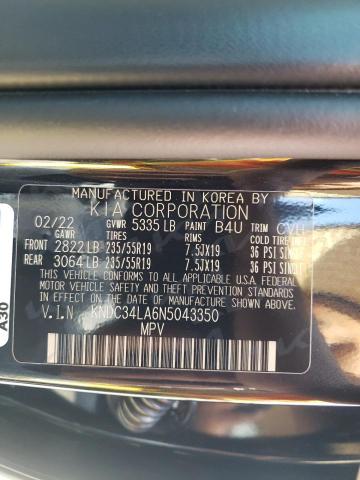 MANUFACTURED IN KOREA BY
KIA CORPORATION
02/22 GVWR 5335 LB PAINT B4U TRIM CVH
GAWR RIMS COLD TIRE INF
FRONT 2822 LB 235/55R19 7.5JX19 36 PSI SINGL
REAR 3064 LB 235/55R19 7.5JX19 36 PSI SINGL
THIS VEHICLE CONFORMS TO ALL APPLICABLE U.S.A. FEDERAL
MOTOR VEHICLE SAFETY AND THEFT PREVENTION STANDARDS
IN EFFECT ON THE DATE OF MANUFACTURE SHOWN ABOVE.
V.I.N KNDC34LA6N5043350
MPV
A30